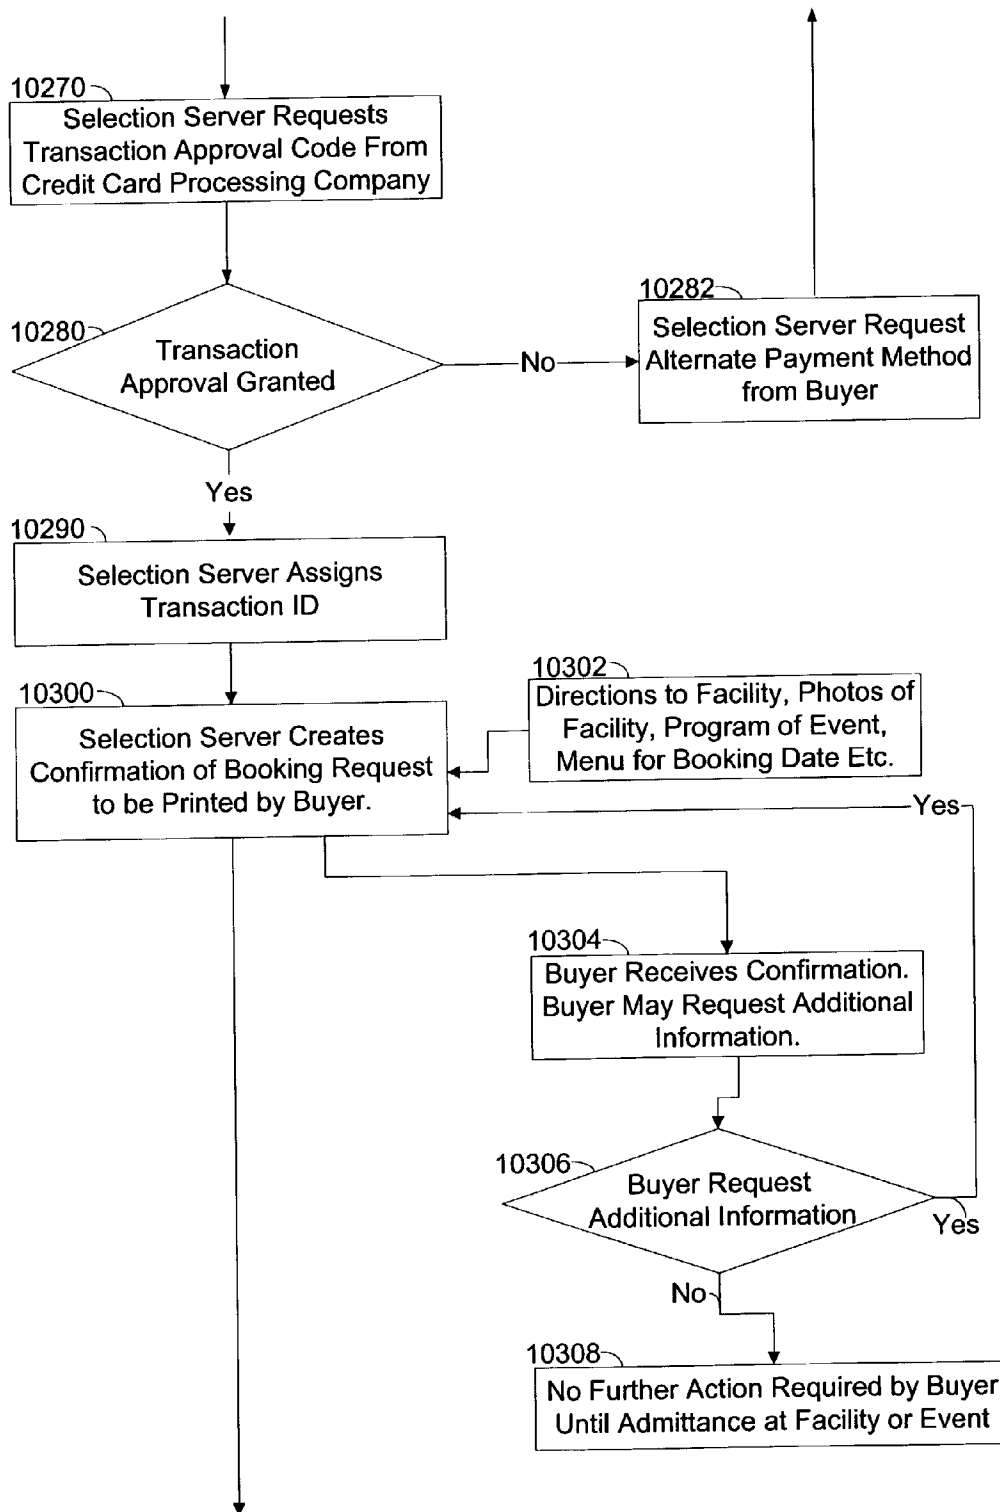 10270
Selection Server Requests
Transaction Approval Code From
Credit Card Processing Company
10280
Transaction
Approval Granted
No
10282
Selection Server Request
Alternate Payment Method
from Buyer
Yes
10290
Selection Server Assigns
Transaction ID
10300
Selection Server Creates
Confirmation of Booking Request
to be Printed by Buyer.
10302
Directions to Facility, Photos of
Facility, Program of Event,
Menu for Booking Date Etc.
Yes
10304
Buyer Receives Confirmation.
Buyer May Request Additional
Information.
10306
Buyer Request
Additional Information
Yes
No
10308
No Further Action Required by Buyer
Until Admittance at Facility or Event